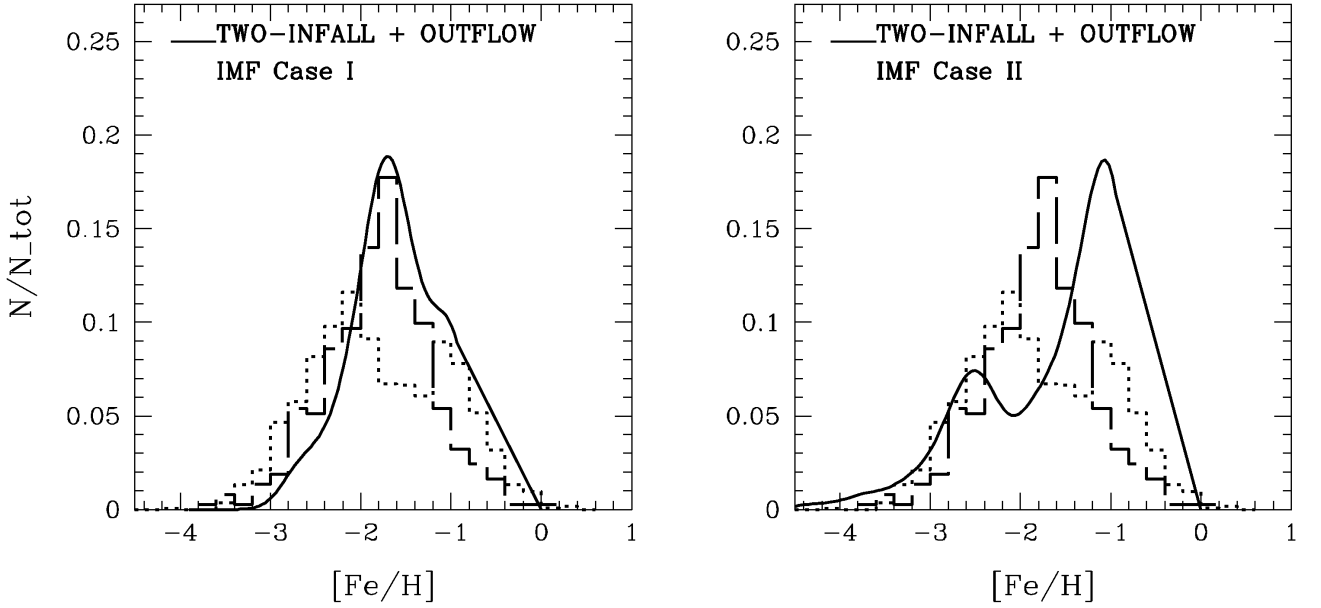 TWO-INFALL + OUTFLOW
IMF Case I
N/N_tot
0.25
0.2
0.15
0.1
0.05
0
−4 −3 −2 −1 0 1
[Fe/H]
TWO-INFALL + OUTFLOW
IMF Case II
0.25
0.2
0.15
0.1
0.05
0
−4 −3 −2 −1 0 1
[Fe/H]